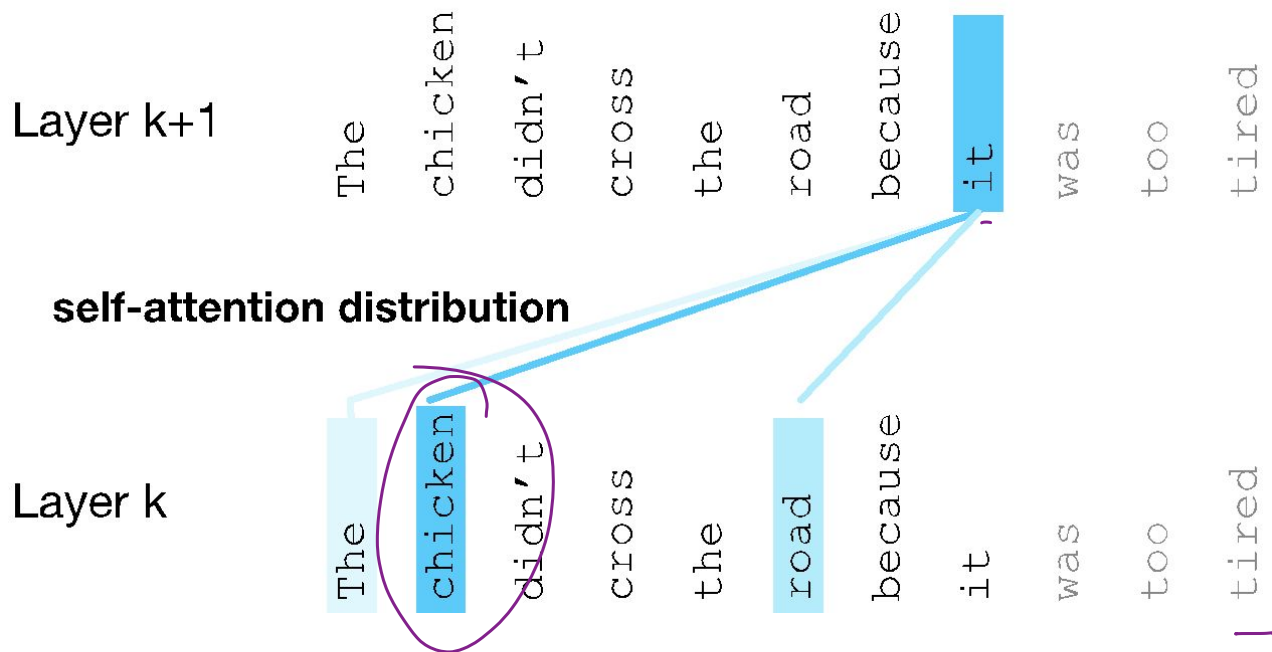 Layer k+1
The chicken didn't cross the road because it was too tired
self-attention distribution
Layer k
The chicken didn't cross the road because it was too tired